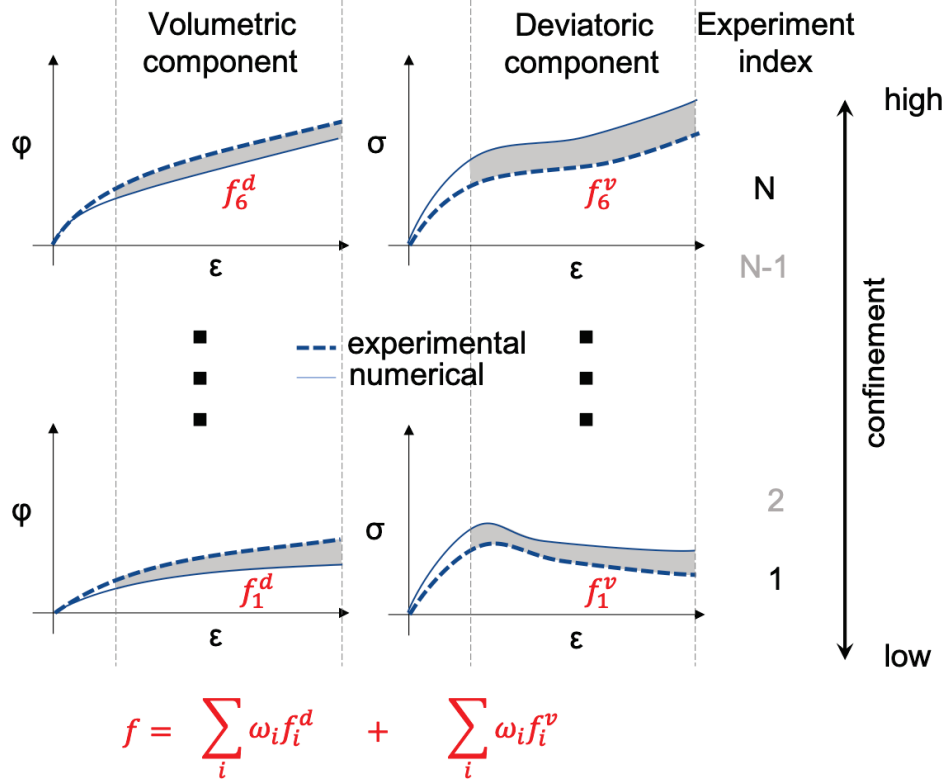 Volumetric component
Deviatoric component
Experiment index
φ
f_6^d
ε
σ
f_6^v
ε
N
N-1
high
experimental
numerical
confinement
φ
f_1^d
ε
σ
f_1^v
ε
2
1
low
f = ∑_i ω_i f_i^d + ∑_i ω_i f_i^v